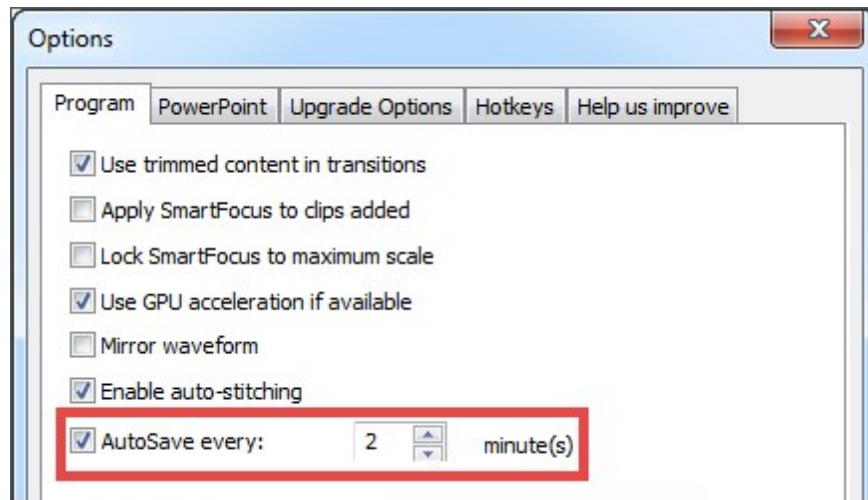 Options
Program PowerPoint Upgrade Options Hotkeys Help us improve
Use trimmed content in transitions
Apply SmartFocus to clips added
Lock SmartFocus to maximum scale
Use GPU acceleration if available
Mirror waveform
Enable auto-stitching
AutoSave every: 2 minute(s)